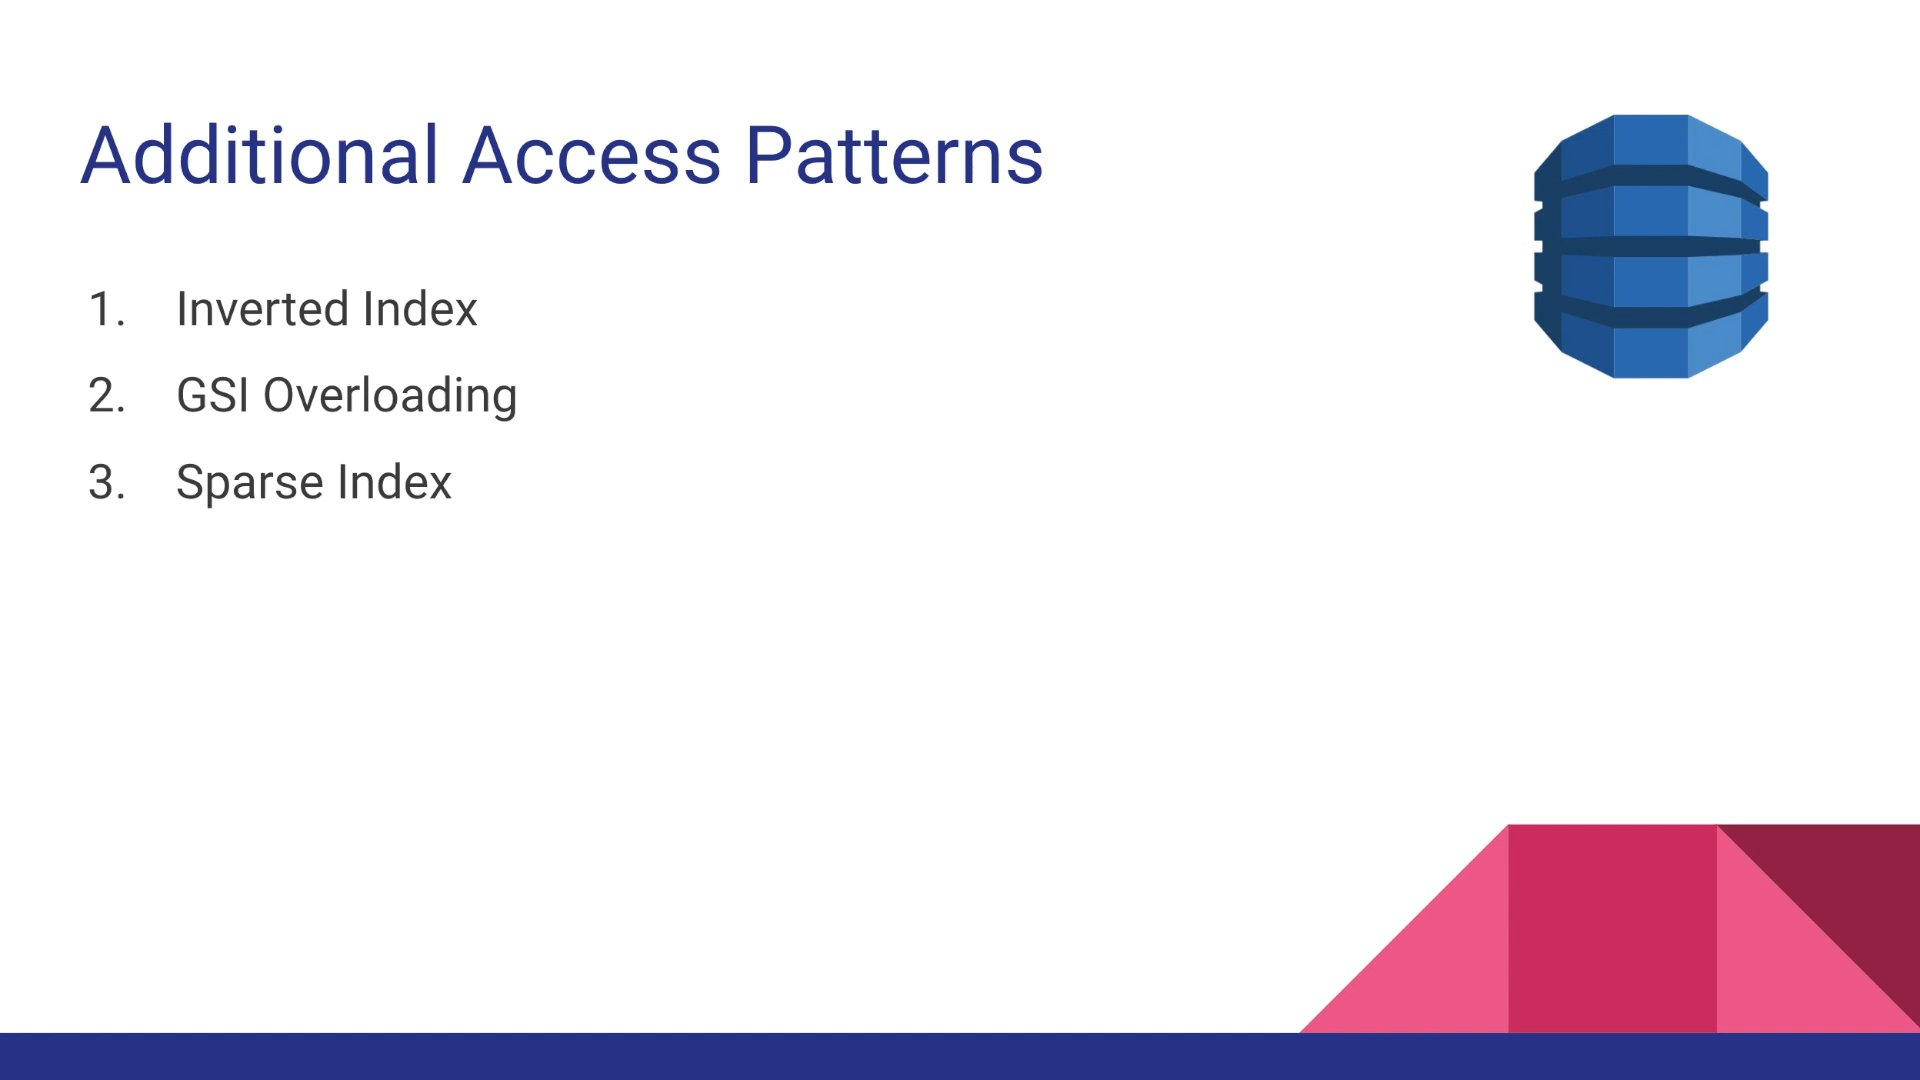 Additional Access Patterns
1. Inverted Index
2. GSI Overloading
3. Sparse Index